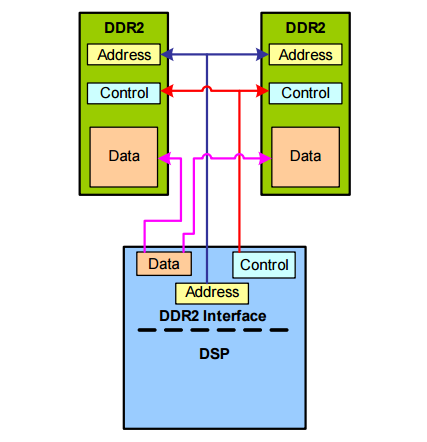 DDR2
Address
Control
Data
DDR2
Address
Control
Data
Data
Control
Address
DDR2 Interface
DSP